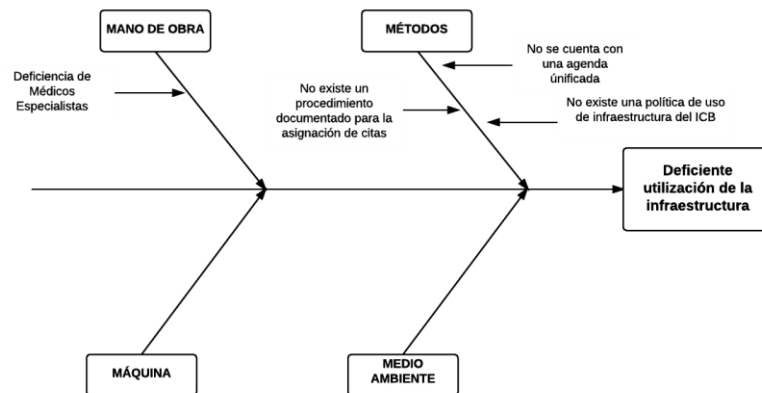 MANO DE OBRA
MÉTODOS
No se cuenta con
una agenda
únificada
Deficiencia de
Médicos
Especialistas
No existe un
procedimiento
documentado para la
asignación de citas
No existe una política de uso
de infraestructura del ICB
Deficiente
utilización de la
infraestructura
MÁQUINA
MEDIO
AMBIENTE